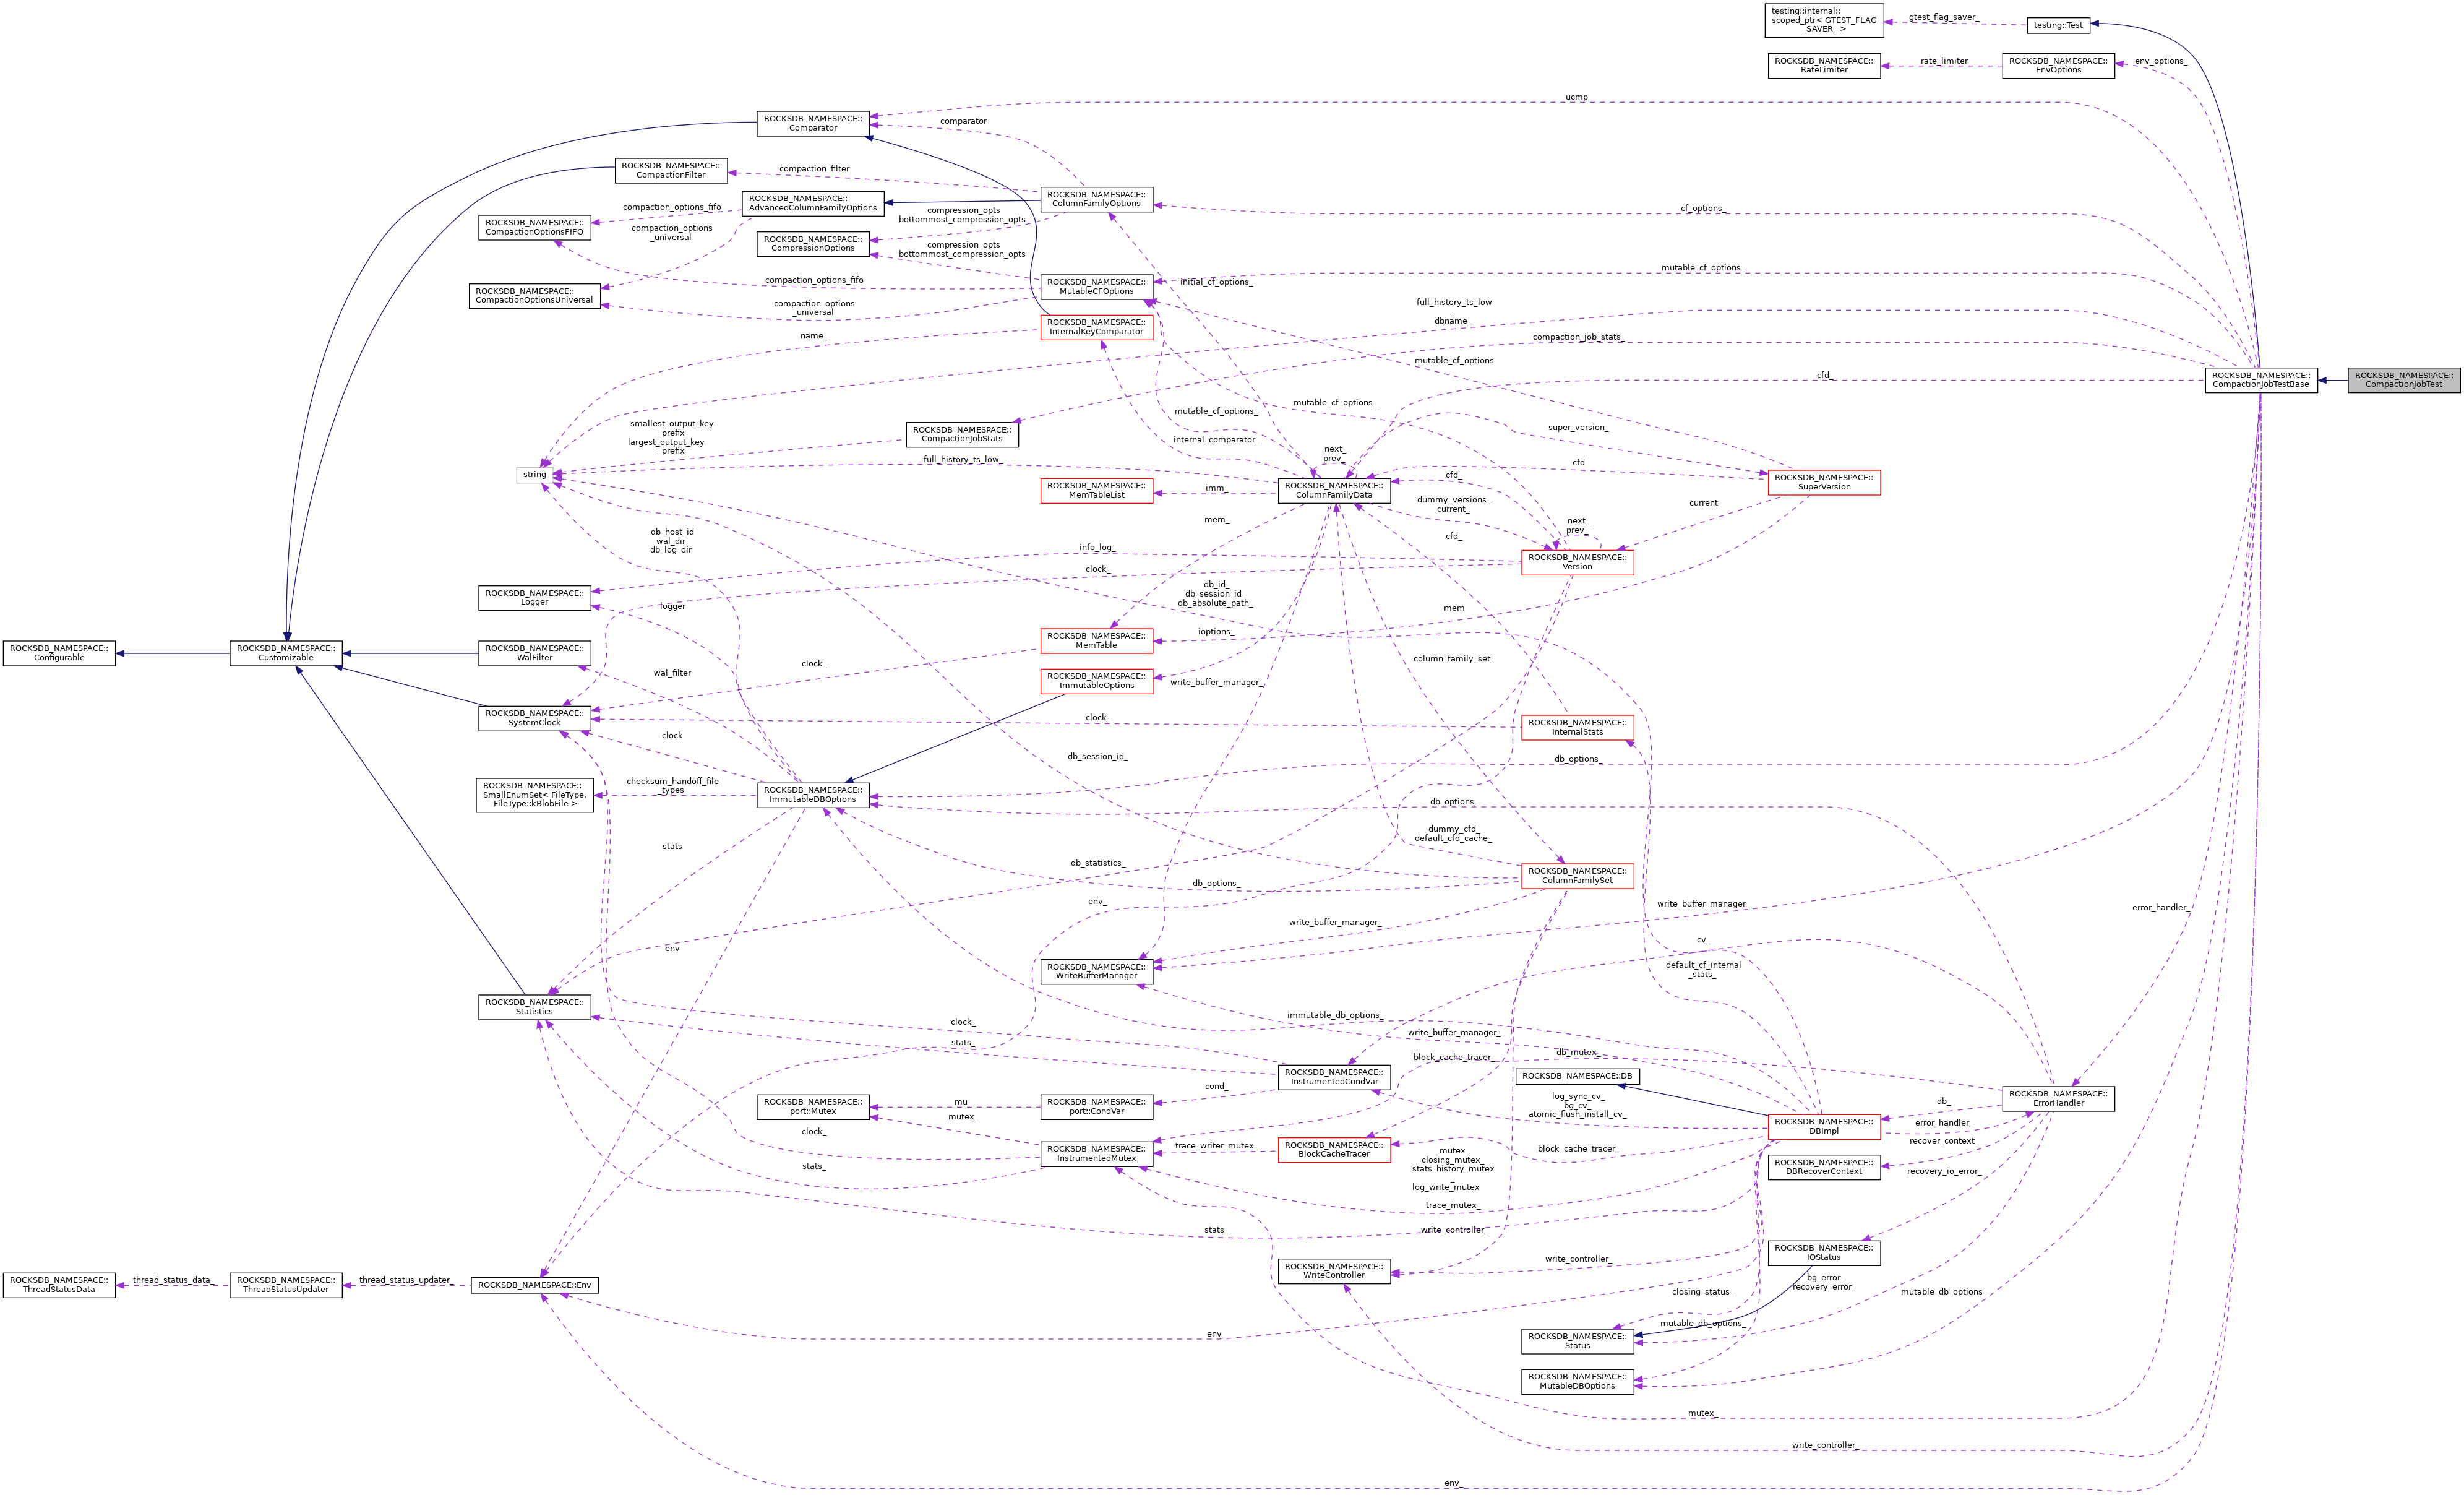 testing::internal::
scoped_ptr< GTEST_FLAG
_SAVER_ >
gtest_flag_saver_
testing::Test
ROCKSDB_NAMESPACE::
RateLimiter
rate_limiter
ROCKSDB_NAMESPACE::
EnvOptions
env_options_
ucmp_
ROCKSDB_NAMESPACE::
Comparator
comparator
ROCKSDB_NAMESPACE::
CompactionFilter
compaction_filter
ROCKSDB_NAMESPACE::
AdvancedColumnFamilyOptions
ROCKSDB_NAMESPACE::
ColumnFamilyOptions
compaction_options_fifo
ROCKSDB_NAMESPACE::
CompactionOptionsFIFO
compression_opts
bottommost_compression_opts
cf_options_
compaction_options
_universal
ROCKSDB_NAMESPACE::
CompressionOptions
compression_opts
bottommost_compression_opts
mutable_cf_options_
compaction_options_fifo
initial_cf_options_
ROCKSDB_NAMESPACE::
MutableCFOptions
ROCKSDB_NAMESPACE::
CompactionOptionsUniversal
compaction_options
_universal
full_history_ts_low
_
dbname_
ROCKSDB_NAMESPACE::
InternalKeyComparator
name_
compaction_job_stats_
mutable_cf_options
cfd_
ROCKSDB_NAMESPACE::
CompactionJobTestBase
ROCKSDB_NAMESPACE::
CompactionJobTest
mutable_cf_options_
mutable_cf_options_
smallest_output_key
_prefix
largest_output_key
_prefix
ROCKSDB_NAMESPACE::
CompactionJobStats
internal_comparator_
super_version_
next_
prev_
full_history_ts_low_
cfd
string
cfd_
ROCKSDB_NAMESPACE::
SuperVersion
ROCKSDB_NAMESPACE::
MemTableList
imm_
ROCKSDB_NAMESPACE::
ColumnFamilyData
dummy_versions_
current_
current
mem_
next_
prev_
db_host_id
wal_dir
db_log_dir
cfd_
info_log_
ROCKSDB_NAMESPACE::
Version
clock_
db_id_
db_session_id_
db_absolute_path_
ROCKSDB_NAMESPACE::
Logger
logger
mem
ioptions_
ROCKSDB_NAMESPACE::
MemTable
ROCKSDB_NAMESPACE::
Configurable
ROCKSDB_NAMESPACE::
Customizable
ROCKSDB_NAMESPACE::
WalFilter
clock_
column_family_set_
wal_filter
ROCKSDB_NAMESPACE::
ImmutableOptions
write_buffer_manager_
ROCKSDB_NAMESPACE::
SystemClock
clock_
ROCKSDB_NAMESPACE::
InternalStats
clock
db_session_id_
db_options_
ROCKSDB_NAMESPACE::
SmallEnumSet< FileType,
FileType::kBlobFile >
checksum_handoff_file
_types
ROCKSDB_NAMESPACE::
ImmutableDBOptions
db_options_
dummy_cfd_
default_cfd_cache_
stats
db_statistics_
ROCKSDB_NAMESPACE::
ColumnFamilySet
db_options_
env_
write_buffer_manager_
error_handler_
write_buffer_manager_
cv_
env
default_cf_internal
_stats_
ROCKSDB_NAMESPACE::
WriteBufferManager
ROCKSDB_NAMESPACE::
Statistics
immutable_db_options_
clock_
write_buffer_manager_
stats_
block_cache_tracer_
db_mutex_
ROCKSDB_NAMESPACE::
InstrumentedCondVar
ROCKSDB_NAMESPACE::DB
cond_
ROCKSDB_NAMESPACE::
ErrorHandler
log_sync_cv_
bg_cv_
atomic_flush_install_cv_
db_
ROCKSDB_NAMESPACE::
port::Mutex
mu_
ROCKSDB_NAMESPACE::
port::CondVar
mutex_
ROCKSDB_NAMESPACE::
DBImpl
error_handler_
clock_
recover_context_
ROCKSDB_NAMESPACE::
InstrumentedMutex
trace_writer_mutex_
ROCKSDB_NAMESPACE::
BlockCacheTracer
block_cache_tracer_
mutex_
closing_mutex_
stats_history_mutex
_
log_write_mutex
_
trace_mutex_
ROCKSDB_NAMESPACE::
DBRecoverContext
recovery_io_error_
stats_
stats_
write_controller_
ROCKSDB_NAMESPACE::
IOStatus
write_controller_
ROCKSDB_NAMESPACE::
WriteController
ROCKSDB_NAMESPACE::
ThreadStatusData
thread_status_data_
ROCKSDB_NAMESPACE::
ThreadStatusUpdater
thread_status_updater_
ROCKSDB_NAMESPACE::Env
bg_error_
recovery_error_
closing_status_
mutable_db_options_
mutable_db_options_
env_
ROCKSDB_NAMESPACE::
Status
ROCKSDB_NAMESPACE::
MutableDBOptions
mutex_
write_controller_
env_